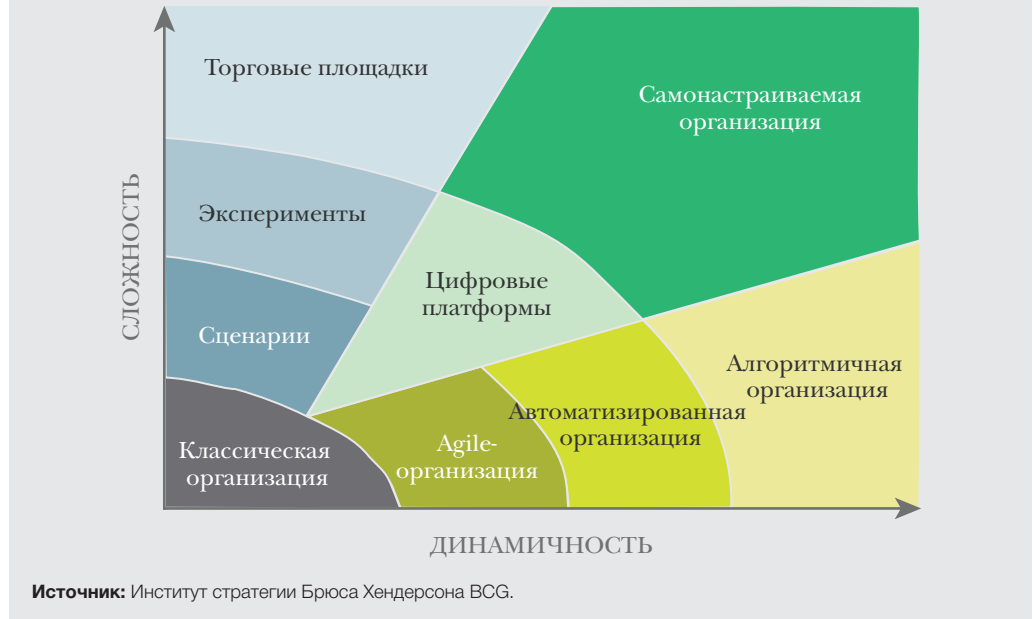 Торговые площадки
Самонастраиваемая
организация
Эксперименты
Цифровые
платформы
Сценарии
Алгоритмичная
организация
Автоматизированная
организация
Agile-
организация
Классическая
организация
СЛОЖНОСТЬ
ДИНАМИЧНОСТЬ
Источник: Институт стратегии Брюса Хендерсона BCG.